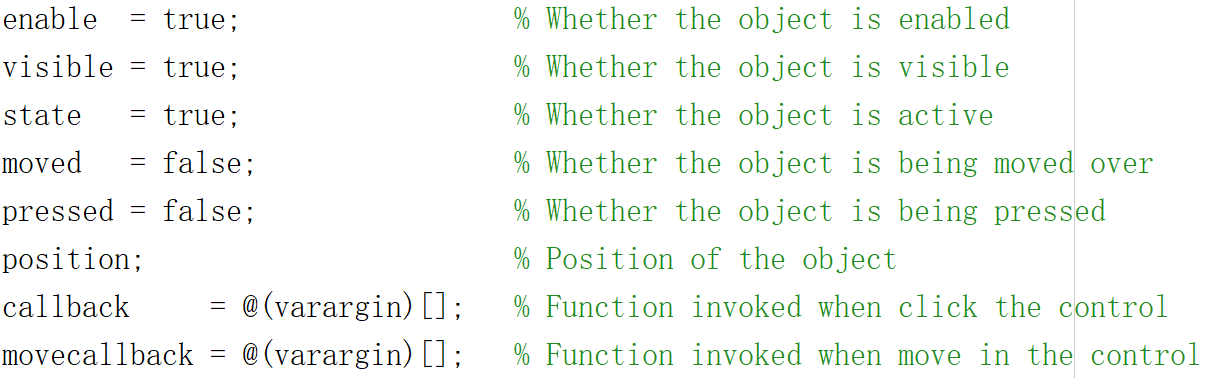 enable  = true;                 % Whether the object is enabled
visible = true;                 % Whether the object is visible
state   = true;                 % Whether the object is active
moved   = false;                % Whether the object is being moved over
pressed = false;                % Whether the object is being pressed
position;                       % Position of the object
callback     = @(varargin)[];   % Function invoked when click the control
movecallback = @(varargin)[];   % Function invoked when move in the control